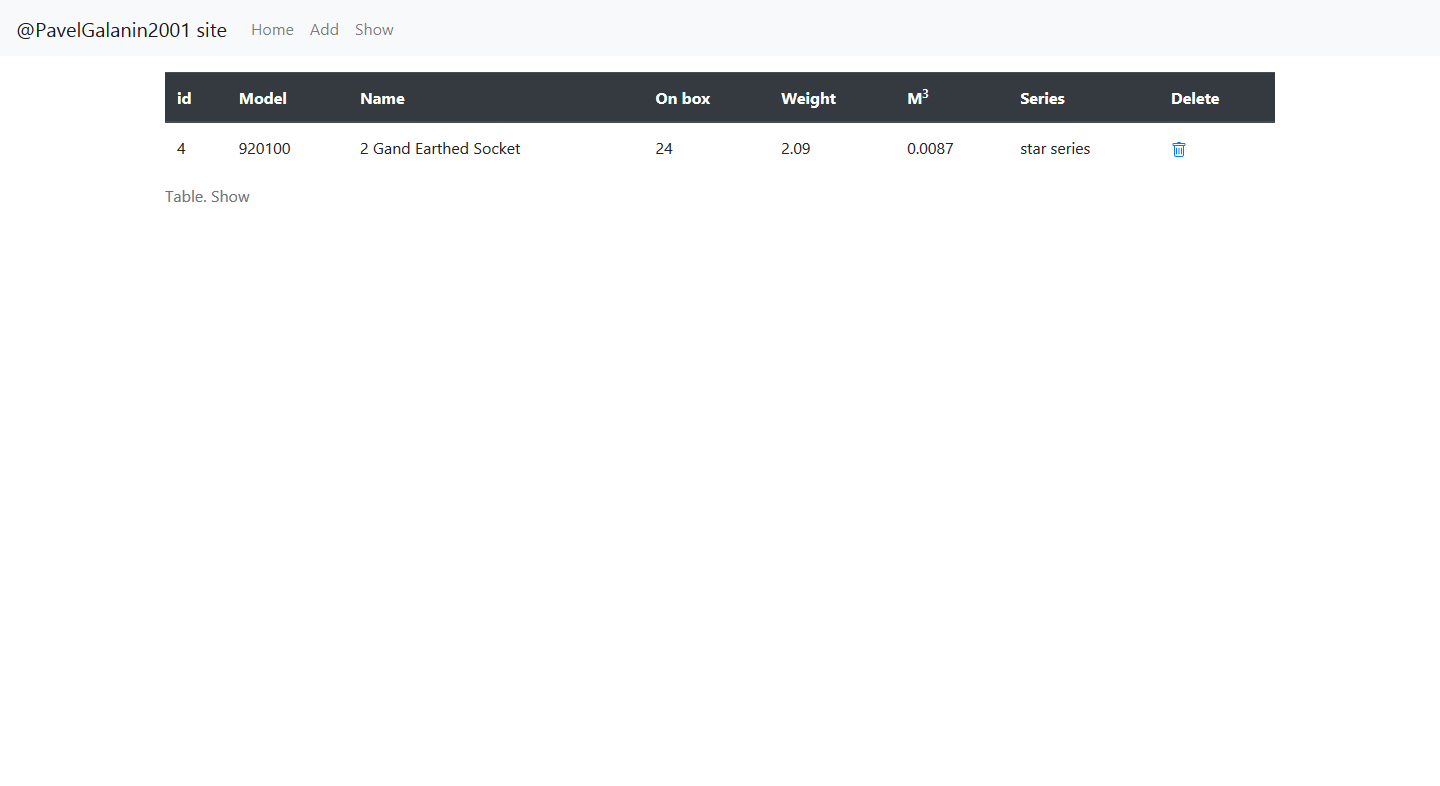 @PavelGalanin2001 site Home Add Show
id Model Name On box Weight M³ Series Delete
4 920100 2 Gand Earthed Socket 24 2.09 0.0087 star series
Table. Show